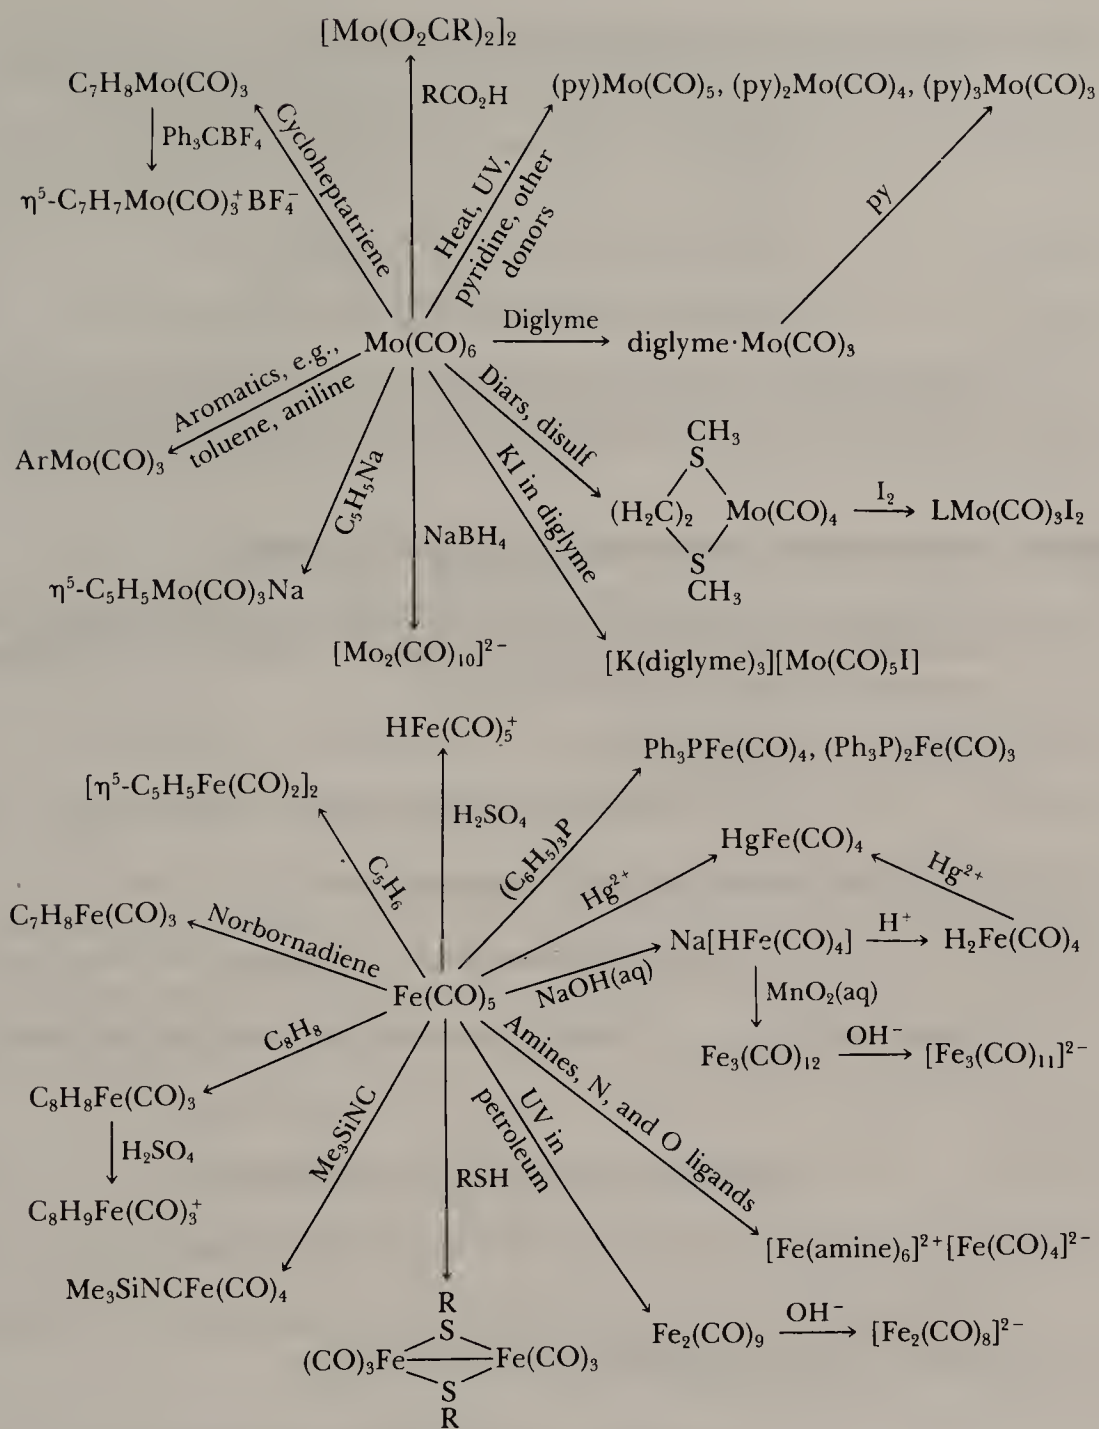 [Mo(O₂CR)₂]₂
C₇H₈Mo(CO)₃
RCO₂H
(py)Mo(CO)₅, (py)₂Mo(CO)₄, (py)₃Mo(CO)₃
Ph₃CBF₄
Cycloheptatriene
Heat, UV,
pyridine, other
donors
py
η⁵-C₇H₇Mo(CO)₃⁺BF₄⁻
Mo(CO)₆
Diglyme
diglyme·Mo(CO)₃
Aromatics, e.g.,
toluene, aniline
ArMo(CO)₃
C₅H₅Na
NaBH₄
KI in diglyme
Diars, disulf
CH₃
S
(H₂C)₂
Mo(CO)₄
I₂
LMo(CO)₃I₂
S
CH₃
η⁵-C₅H₅Mo(CO)₃Na
[Mo₂(CO)₁₀]²⁻
[K(diglyme)₃][Mo(CO)₅I]
HFe(CO)₅⁺
Ph₃PFe(CO)₄, (Ph₃P)₂Fe(CO)₃
[η⁵-C₅H₅Fe(CO)₂]₂
H₂SO₄
(C₆H₅)₃P
HgFe(CO)₄
C₅H₆
Hg²⁺
Hg²⁺
C₇H₈Fe(CO)₃
Norbornadiene
Na[HFe(CO)₄]
H⁺
H₂Fe(CO)₄
Fe(CO)₅
NaOH(aq)
MnO₂(aq)
C₈H₈
Fe₃(CO)₁₂
OH⁻
[Fe₃(CO)₁₁]²⁻
C₈H₈Fe(CO)₃
Me₃SiNC
UV in
petroleum
Amines, N, and O ligands
H₂SO₄
RSH
C₈H₉Fe(CO)₃⁺
[Fe(amine)₆]²⁺[Fe(CO)₄]²⁻
Me₃SiNCFe(CO)₄
R
S
(CO)₃Fe
Fe(CO)₃
S
R
Fe₂(CO)₉
OH⁻
[Fe₂(CO)₈]²⁻